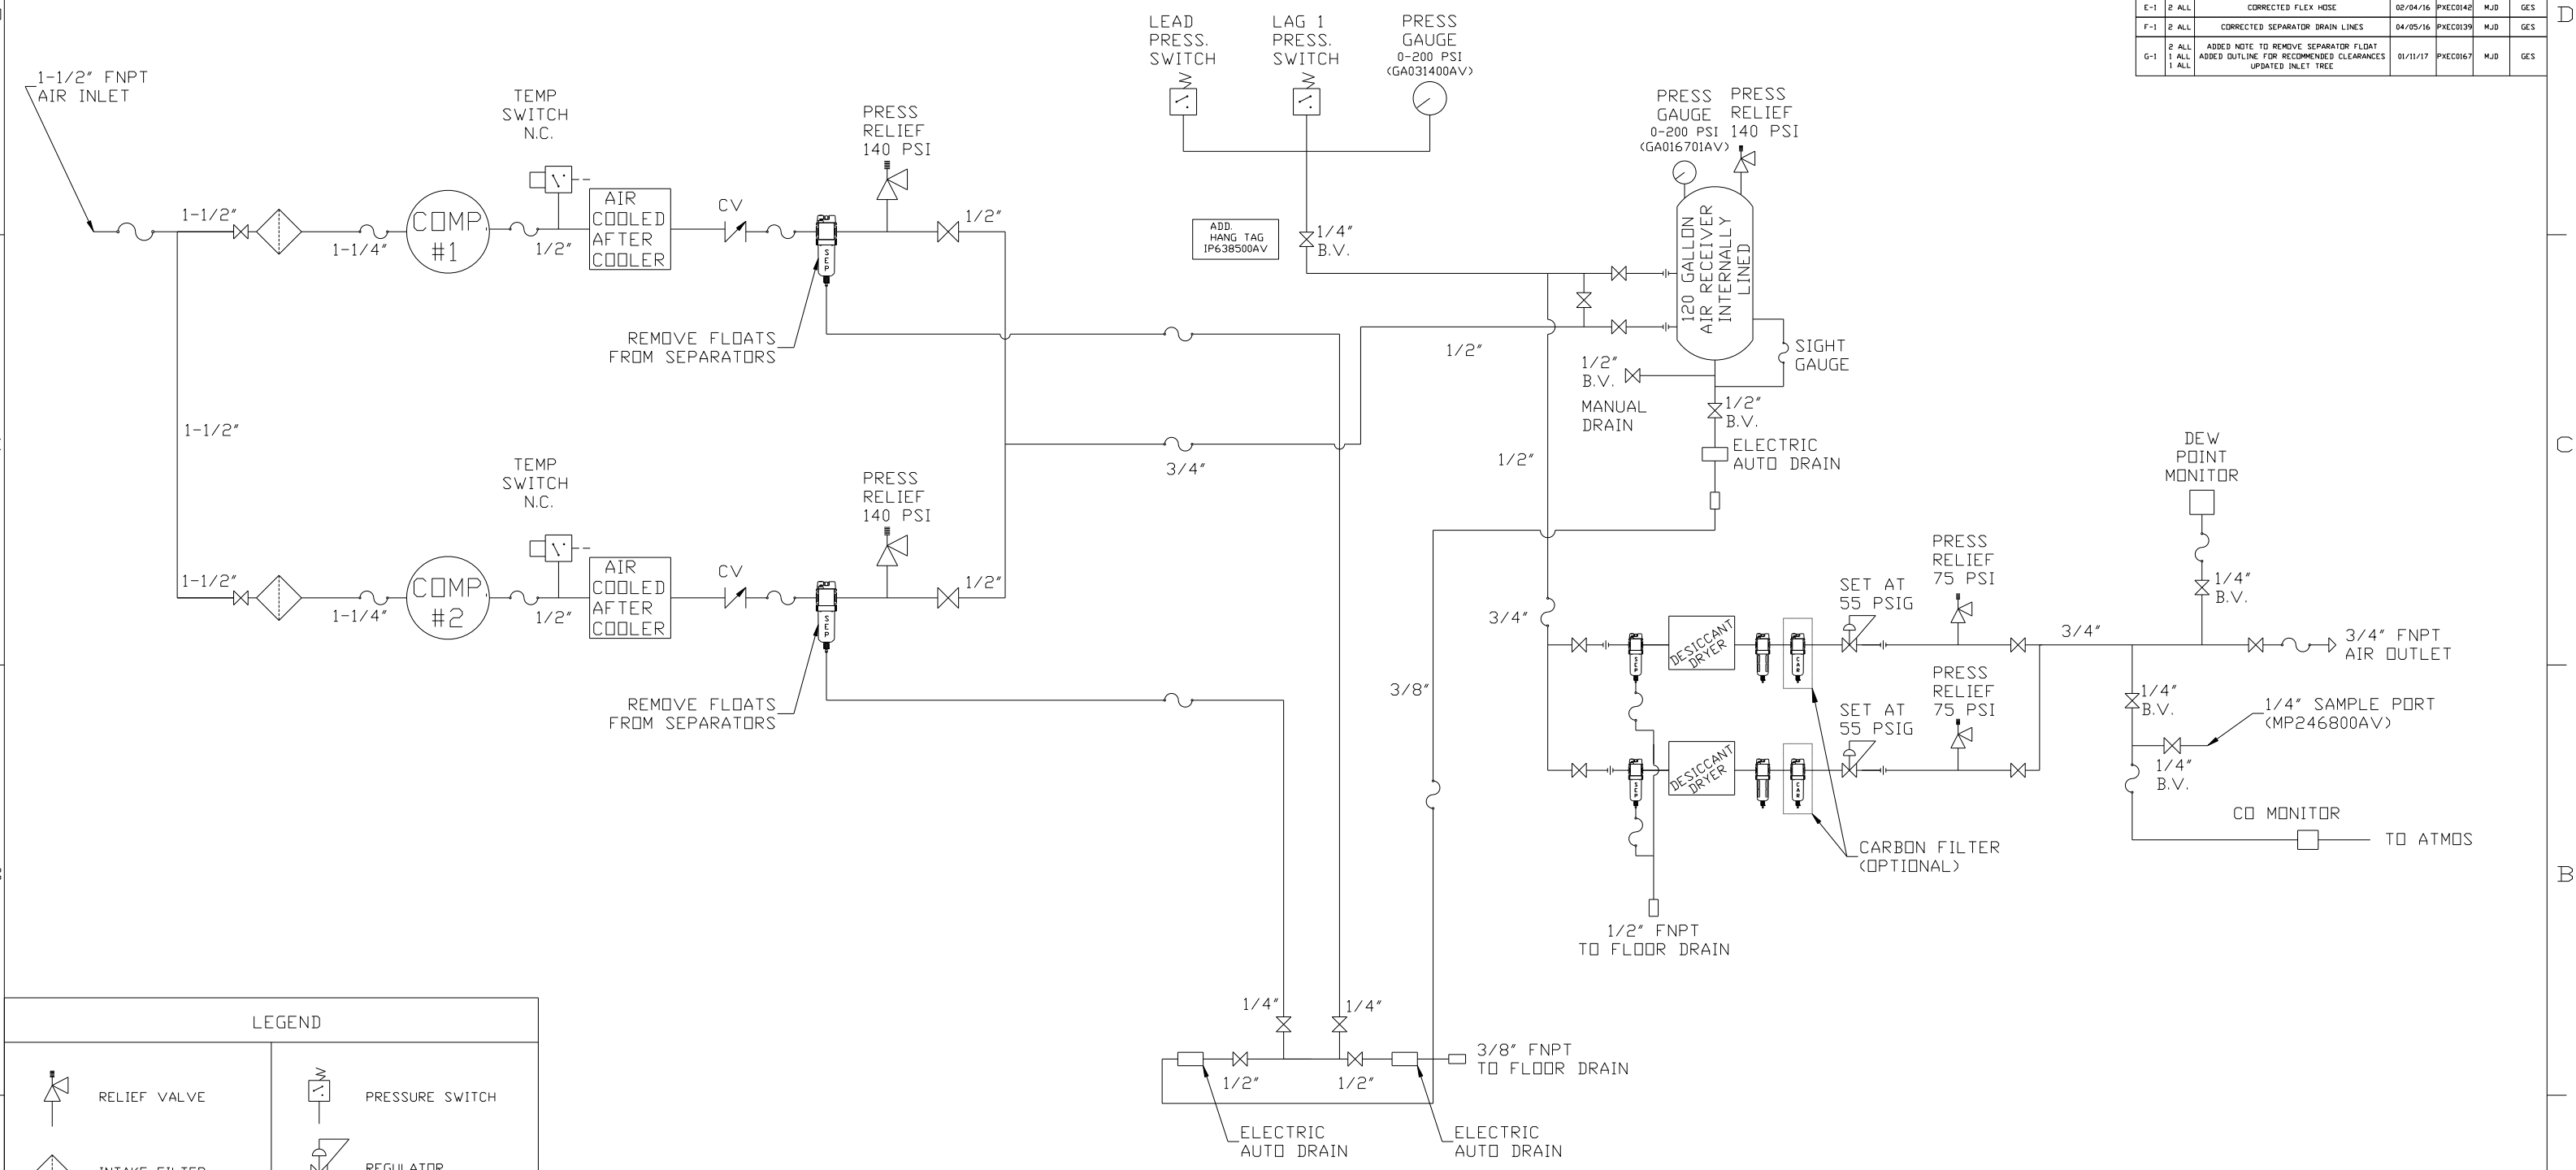 E-1 2 ALL CORRECTED FLEX HOSE 02/04/16 PXEC0142 MJD GES
F-1 2 ALL CORRECTED SEPARATOR DRAIN LINES 04/05/16 PXEC0139 MJD GES
G-1 2 ALL ADDED NOTE TO REMOVE SEPARATOR FLOAT 01/11/17 PXEC0167 MJD GES
1 ALL ADDED OUTLINE FOR RECOMMENDED CLEARANCES
1 ALL UPDATED INLET TREE
D
C
B
1-1/2" FNPT
AIR INLET
1-1/2"
1-1/4"
COMP.
#1
1/2"
TEMP
SWITCH
N.C.
AIR
COOLED
AFTER
COOLER
CV
SEP
PRESS
RELIEF
140 PSI
1/2"
REMOVE FLOATS
FROM SEPARATORS
1-1/2"
1-1/2"
1-1/4"
COMP.
#2
1/2"
TEMP
SWITCH
N.C.
AIR
COOLED
AFTER
COOLER
CV
SEP
PRESS
RELIEF
140 PSI
1/2"
REMOVE FLOATS
FROM SEPARATORS
3/4"
LEAD
PRESS.
SWITCH
LAG 1
PRESS.
SWITCH
PRESS
GAUGE
0-200 PSI
(GA031400AV)
ADD.
HANG TAG
IP638500AV
1/4"
B.V.
PRESS
GAUGE
0-200 PSI
(GA016701AV)
PRESS
RELIEF
140 PSI
120 GALLON
AIR RECEIVER
INTERNALLY
LINED
SIGHT
GAUGE
1/2"
1/2"
B.V.
MANUAL
DRAIN
1/2"
B.V.
ELECTRIC
AUTO DRAIN
1/2"
3/4"
3/8"
SEP
DESICCANT
DRYER
CAR
SET AT
55 PSIG
PRESS
RELIEF
75 PSI
3/4"
SEP
DESICCANT
DRYER
CAR
SET AT
55 PSIG
PRESS
RELIEF
75 PSI
CARBON FILTER
(OPTIONAL)
1/2" FNPT
TO FLOOR DRAIN
DEW
POINT
MONITOR
1/4"
B.V.
3/4" FNPT
AIR OUTLET
1/4"
B.V.
1/4" SAMPLE PORT
(MP246800AV)
1/4"
B.V.
CO MONITOR
TO ATMOS
1/4"
1/4"
1/2"
1/2"
3/8" FNPT
TO FLOOR DRAIN
ELECTRIC
AUTO DRAIN
ELECTRIC
AUTO DRAIN
LEGEND
RELIEF VALVE
PRESSURE SWITCH
INTAKE FILTER
REGULATOR